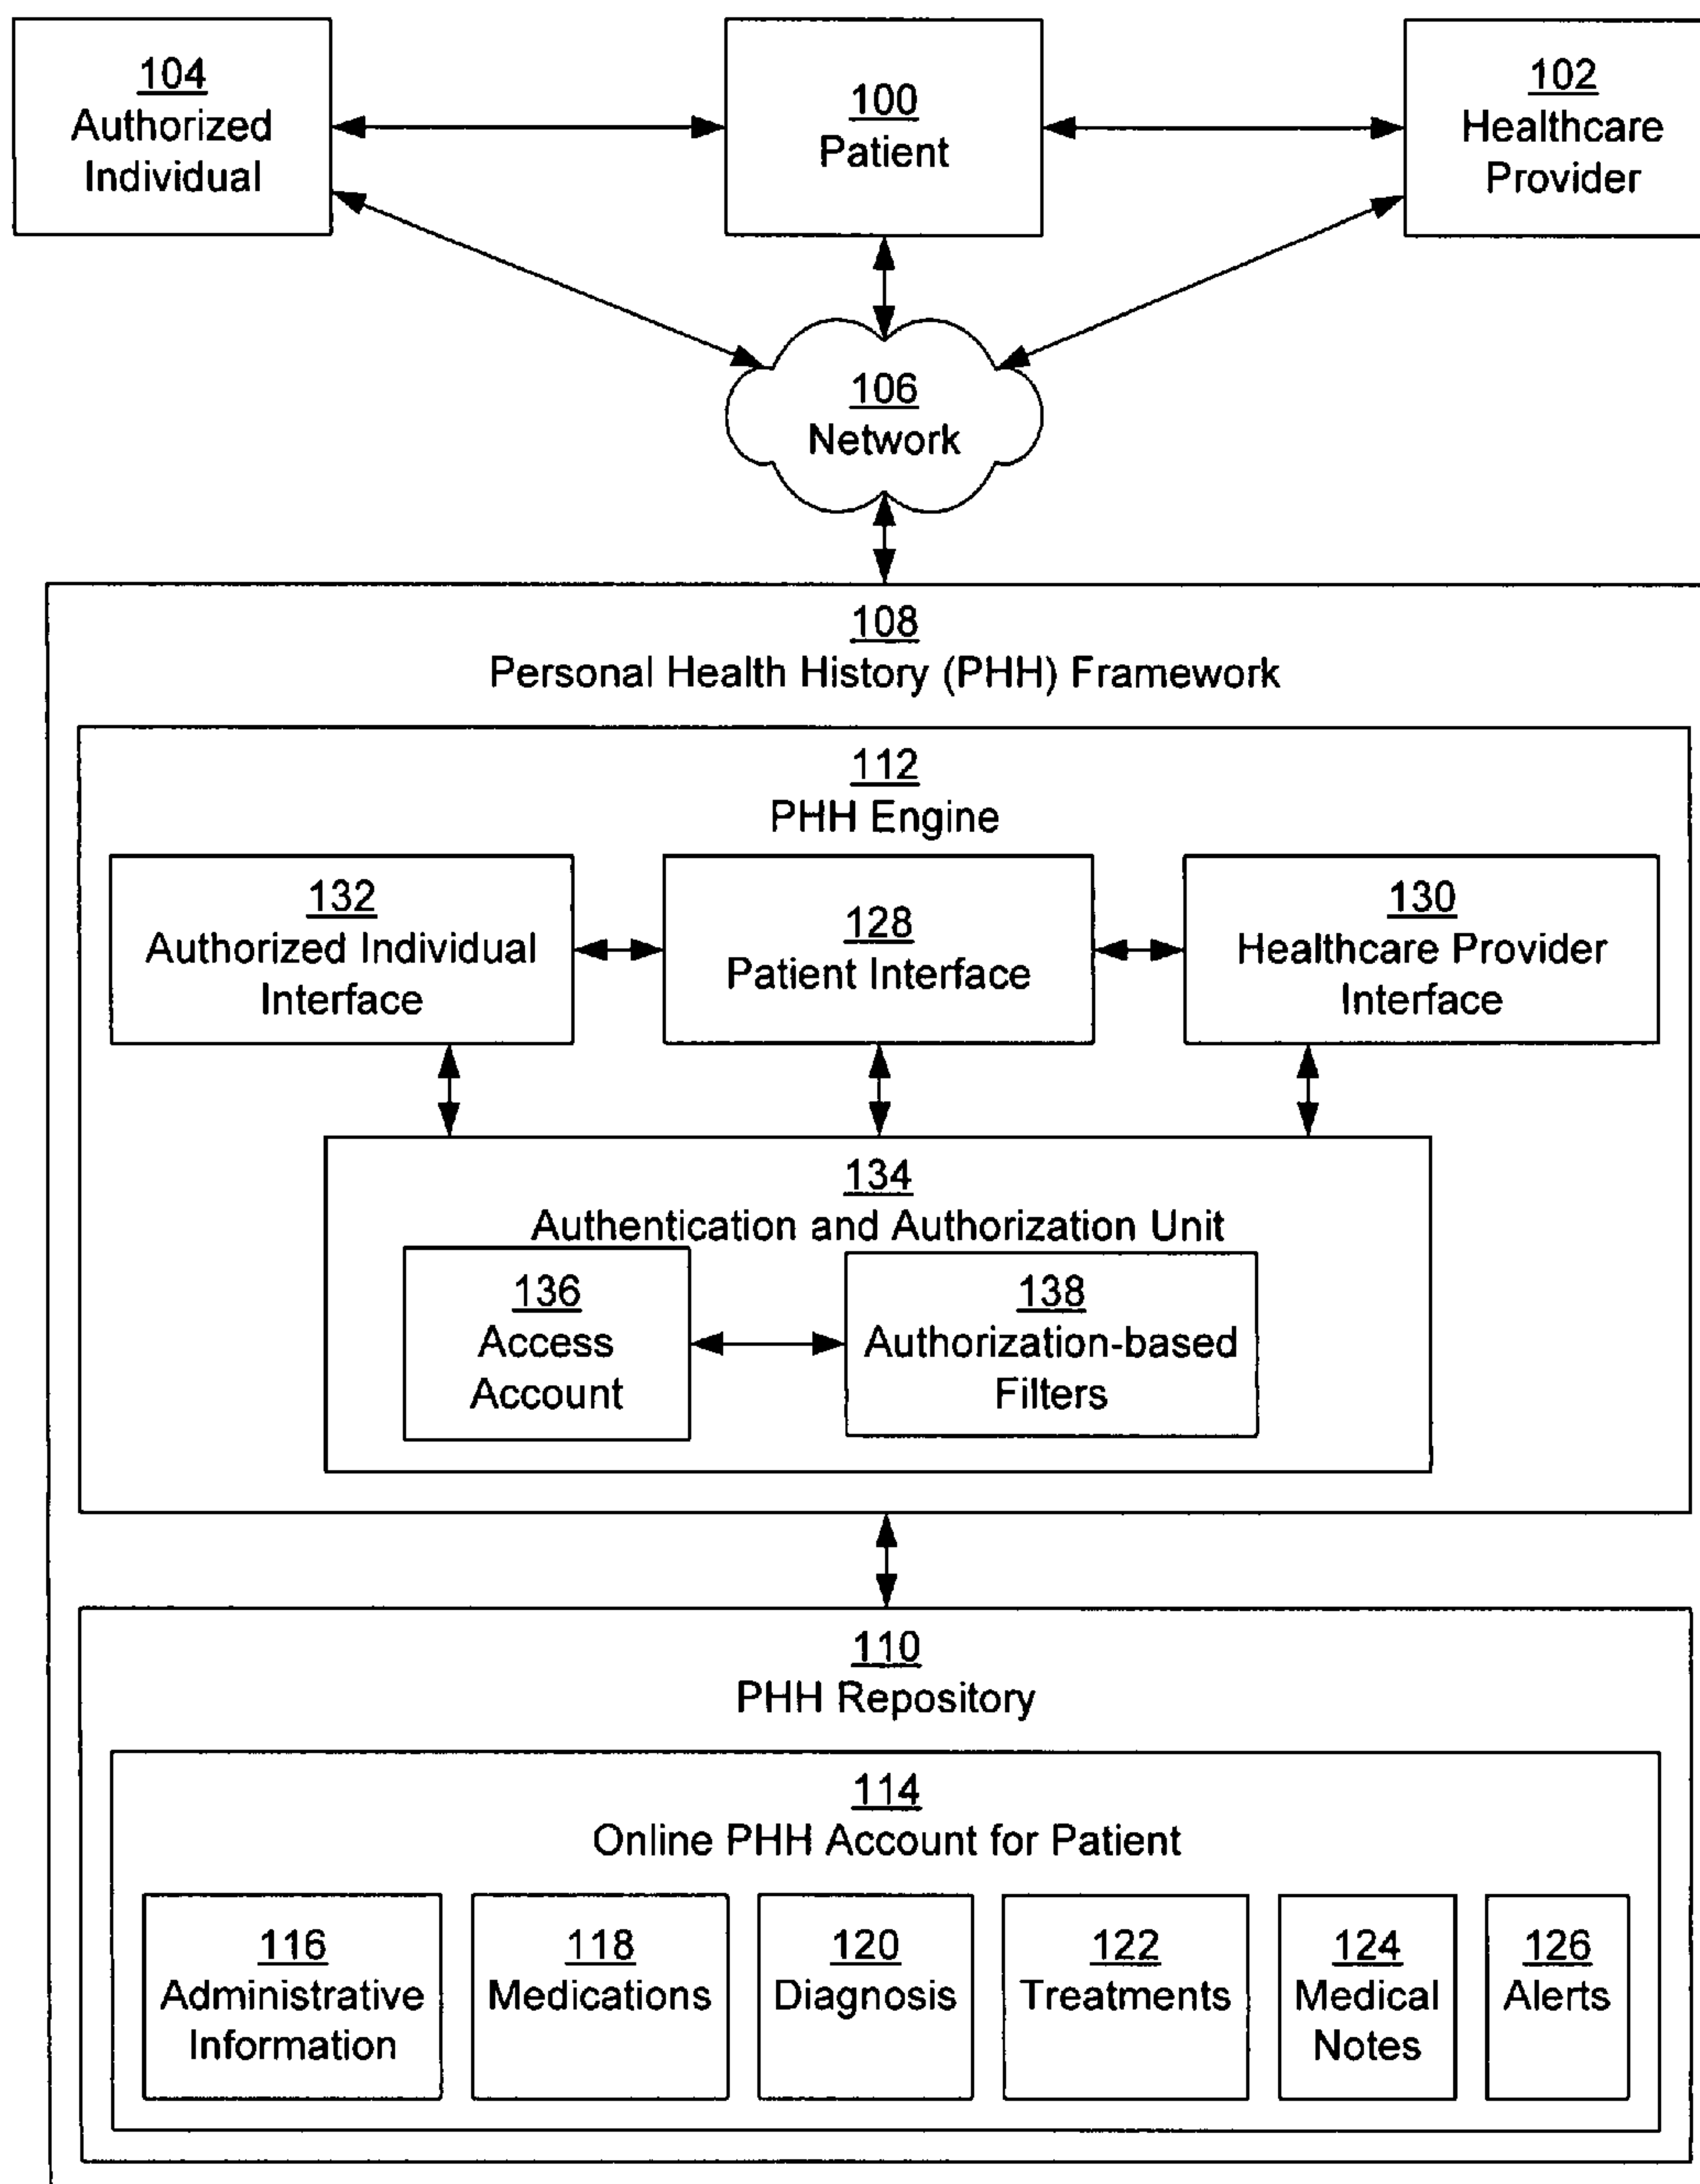 104
Authorized
Individual
100
Patient
102
Healthcare
Provider
106
Network
108
Personal Health History (PHH) Framework
112
PHH Engine
132
Authorized Individual
Interface
128
Patient Interface
130
Healthcare Provider
Interface
134
Authentication and Authorization Unit
136
Access
Account
138
Authorization-based
Filters
110
PHH Repository
114
Online PHH Account for Patient
116
Administrative
Information
118
Medications
120
Diagnosis
122
Treatments
124
Medical
Notes
126
Alerts